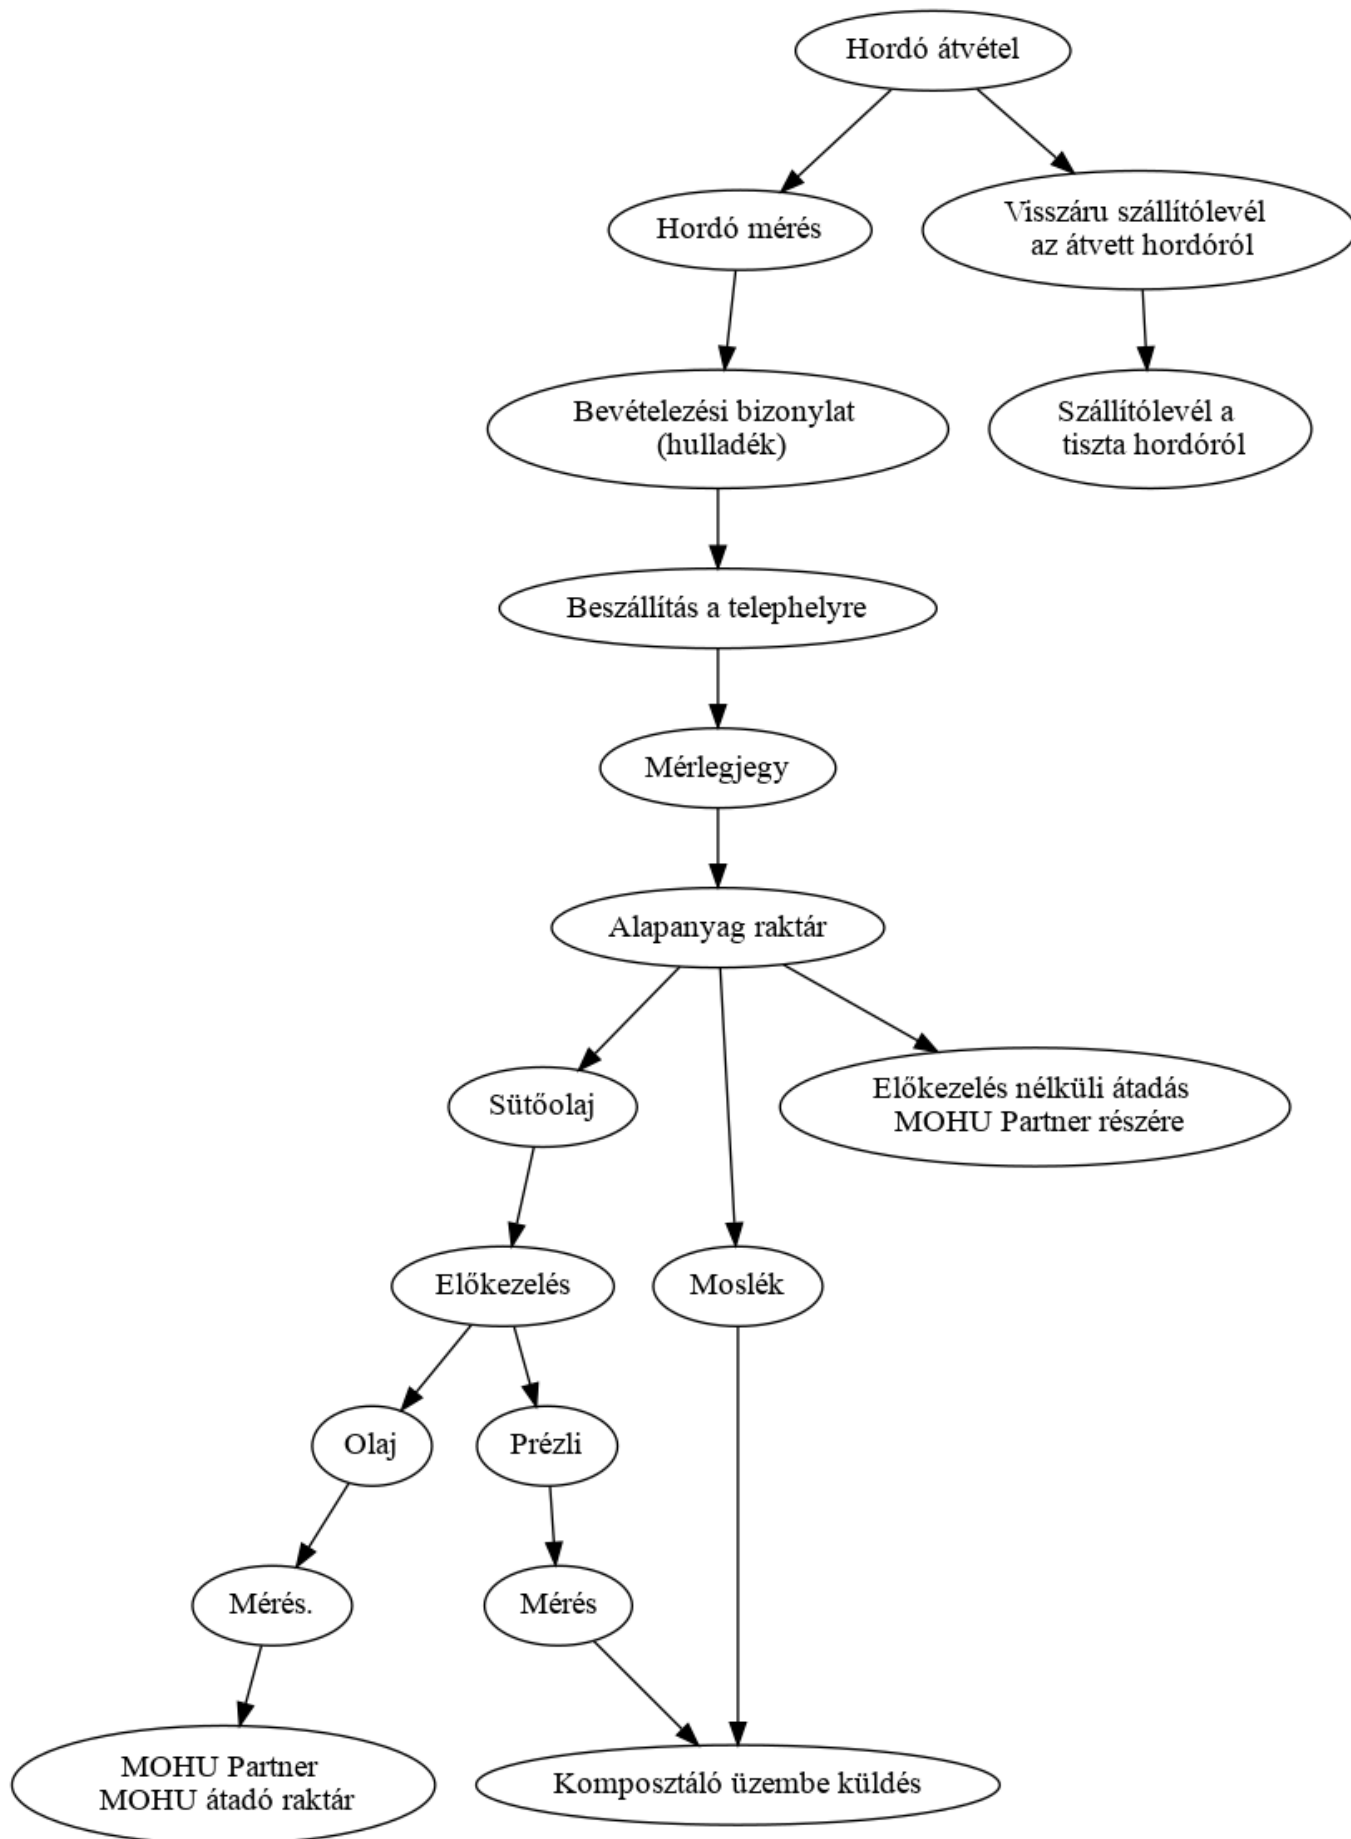 Hordó átvétel
Hordó mérés
Visszáru szállítólevél
az átvett hordóról
Bevételezési bizonylat
(hulladék)
Szállítólevél a
tiszta hordóról
Beszállítás a telephelyre
Mérlegjegy
Alapanyag raktár
Sütőolaj
Előkezelés nélküli átadás
MOHU Partner részére
Előkezelés
Moslék
Olaj
Prézli
Mérés.
Mérés
MOHU Partner
MOHU átadó raktár
Komposztáló üzembe küldés